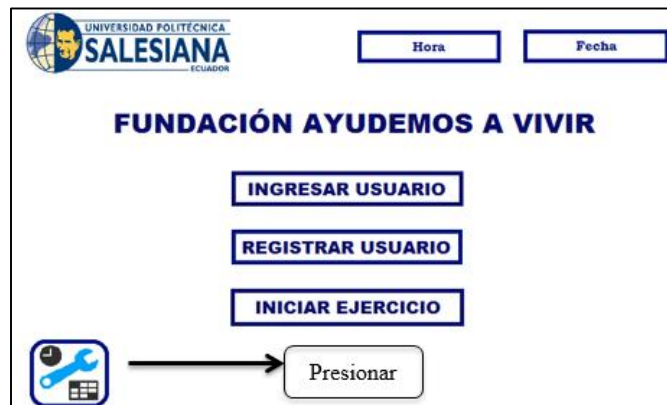 UNIVERSIDAD POLITÉCNICA
SALESIANA
ECUADOR
Hora
Fecha
FUNDACIÓN AYUDEMOS A VIVIR
INGRESAR USUARIO
REGISTRAR USUARIO
INICIAR EJERCICIO
Presionar